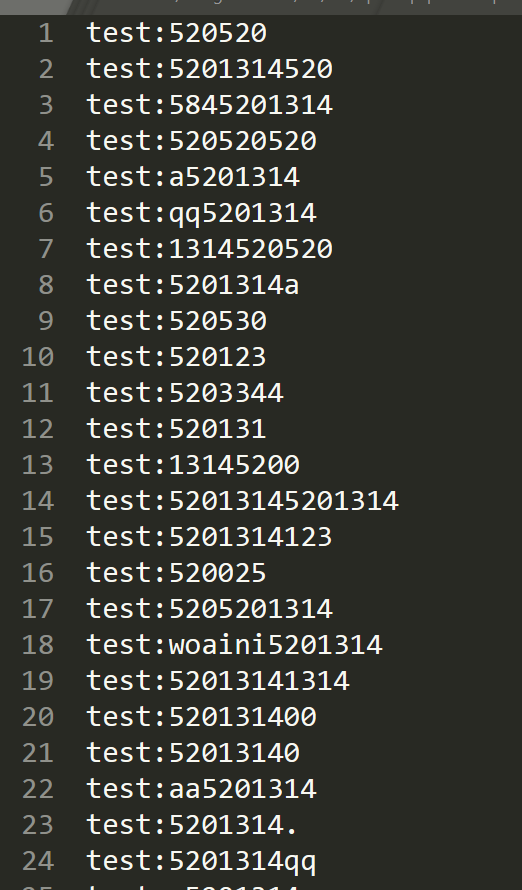 1 test:520520
2 test:5201314520
3 test:5845201314
4 test:520520520
5 test:a5201314
6 test:qq5201314
7 test:1314520520
8 test:5201314a
9 test:520530
10 test:520123
11 test:5203344
12 test:520131
13 test:13145200
14 test:52013145201314
15 test:5201314123
16 test:520025
17 test:5205201314
18 test:woaini5201314
19 test:52013141314
20 test:520131400
21 test:52013140
22 test:aa5201314
23 test:5201314.
24 test:5201314qq